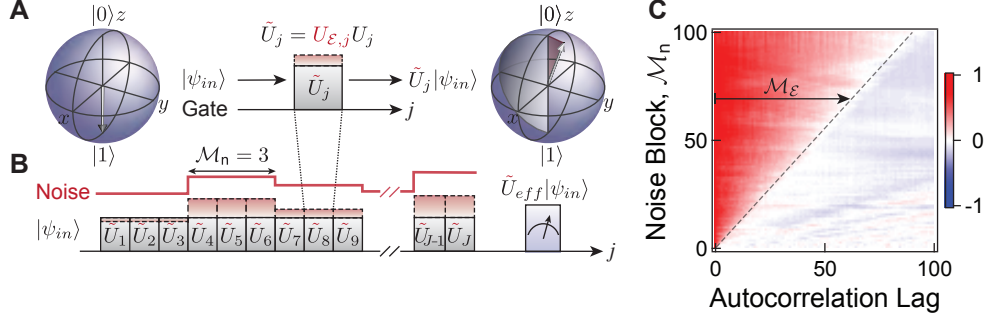 A
|0⟩ z
x
y
|1⟩
Ũ_j = U_{ℰ,j} U_j
|ψ_in⟩
Ũ_j
Ũ_j|ψ_in⟩
Gate
j
|0⟩ z
x
y
|1⟩
B
ℳ_n = 3
Noise
|ψ_in⟩
Ũ_1 Ũ_2 Ũ_3 Ũ_4 Ũ_5 Ũ_6 Ũ_7 Ũ_8 Ũ_9 Ũ_{J-1} Ũ_J
j
Ũ_eff|ψ_in⟩
C
Noise Block, ℳ_n
100
50
0
ℳ_ℰ
0 50 100
Autocorrelation Lag
1
0
-1